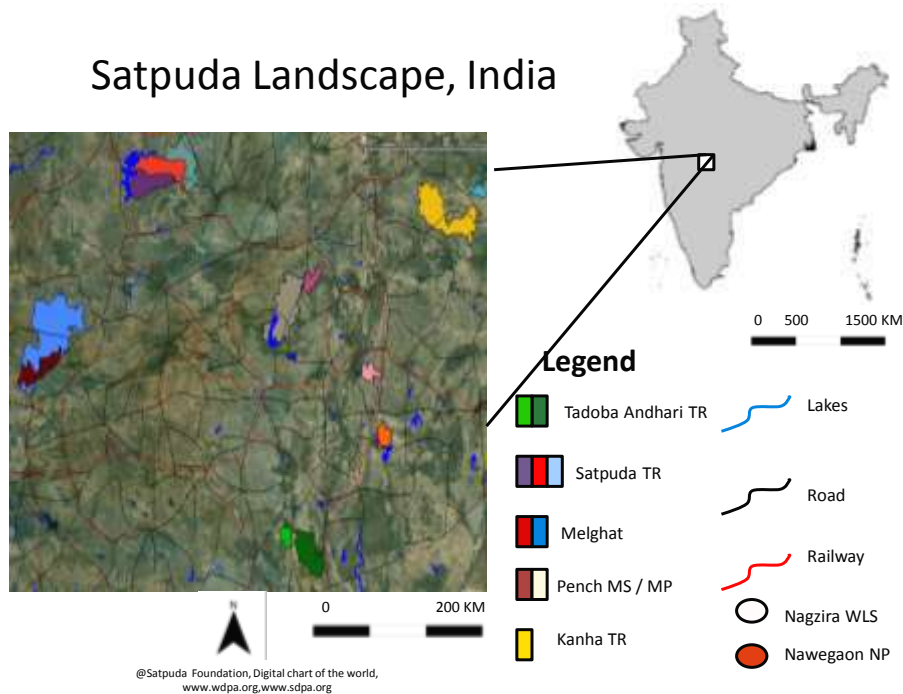 Satpuda Landscape, India
0 500 1500 KM
Legend
Tadoba Andhari TR
Lakes
Satpuda TR
Road
Melghat
Railway
Pench MS / MP
Nagzira WLS
Kanha TR
Nawegaon NP
N
0 200 KM
@Satpuda Foundation, Digital chart of the world,
www.wdpa.org,www.sdpa.org